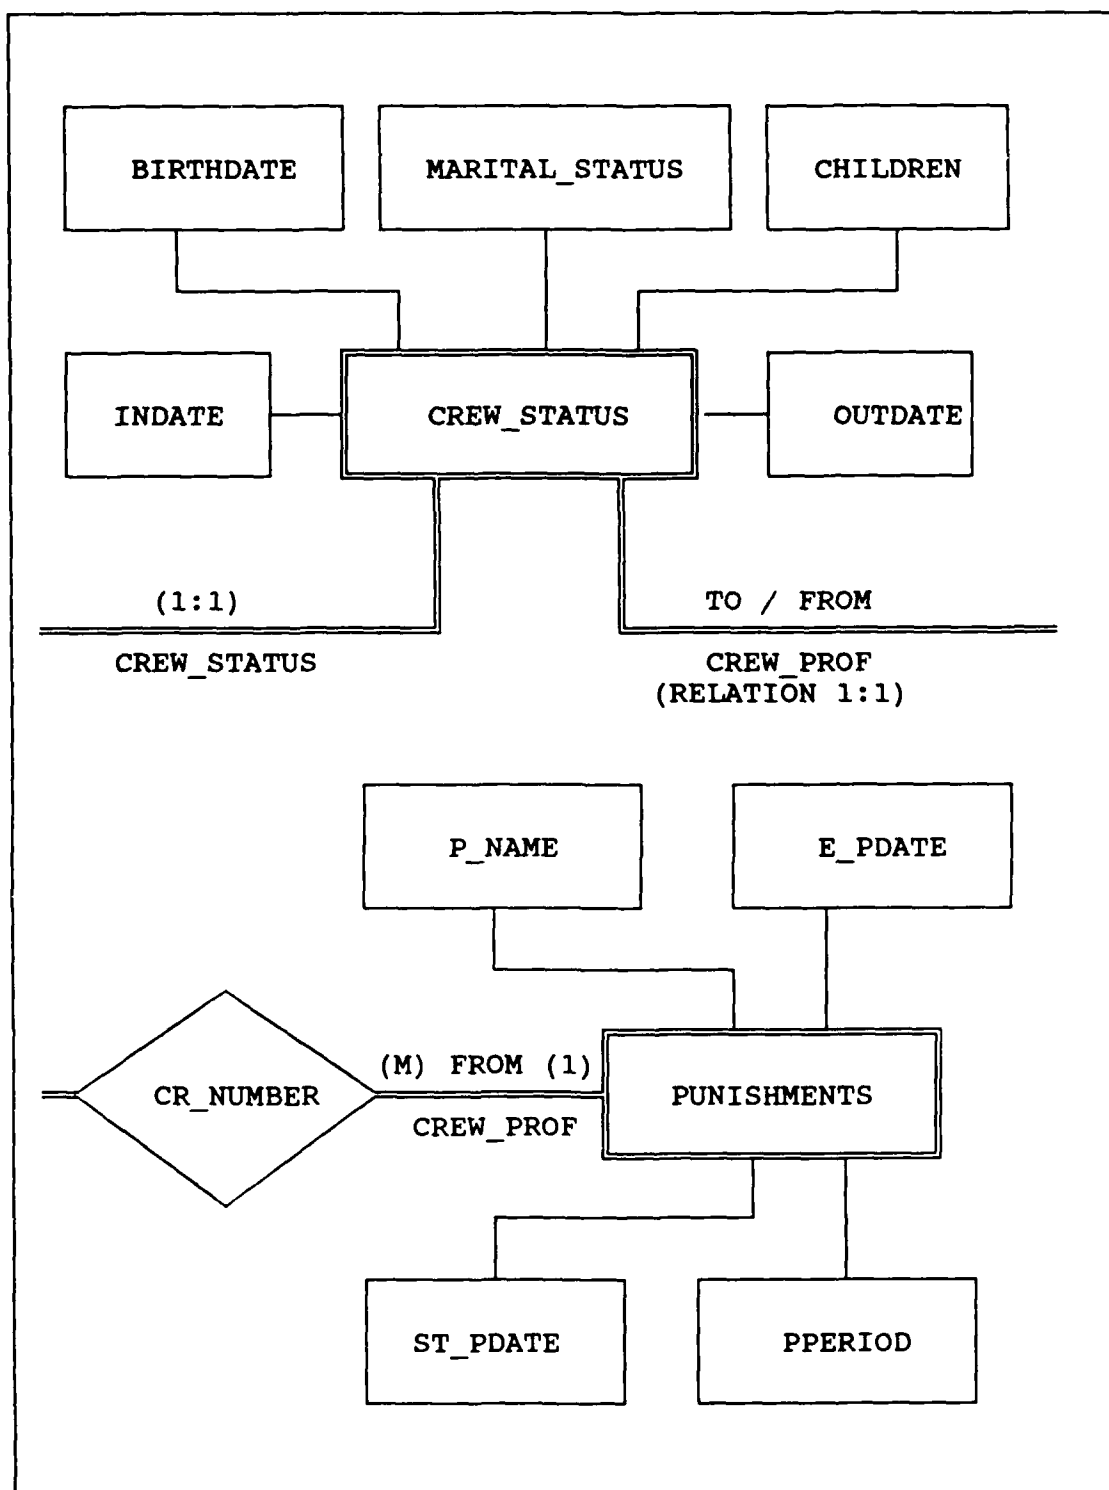 BIRTHDATE
MARITAL_STATUS
CHILDREN
INDATE
CREW_STATUS
OUTDATE
(1:1)
CREW_STATUS
TO / FROM
CREW_PROF
(RELATION 1:1)
P_NAME
E_PDATE
CR_NUMBER
(M) FROM (1)
CREW_PROF
PUNISHMENTS
ST_PDATE
PPERIOD